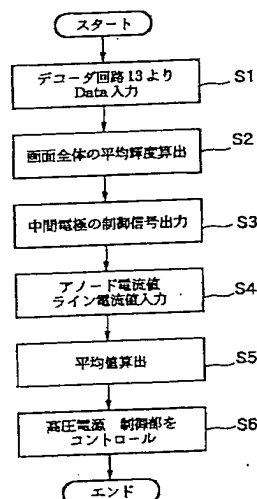 スタート
デコーダ回路13より
Data入力
S1
画面全体の平均輝度算出
S2
中間電極の制御信号出力
S3
アノード電流値
ライン電流値入力
S4
平均値算出
S5
高圧電源 制御部を
コントロール
S6
エンド